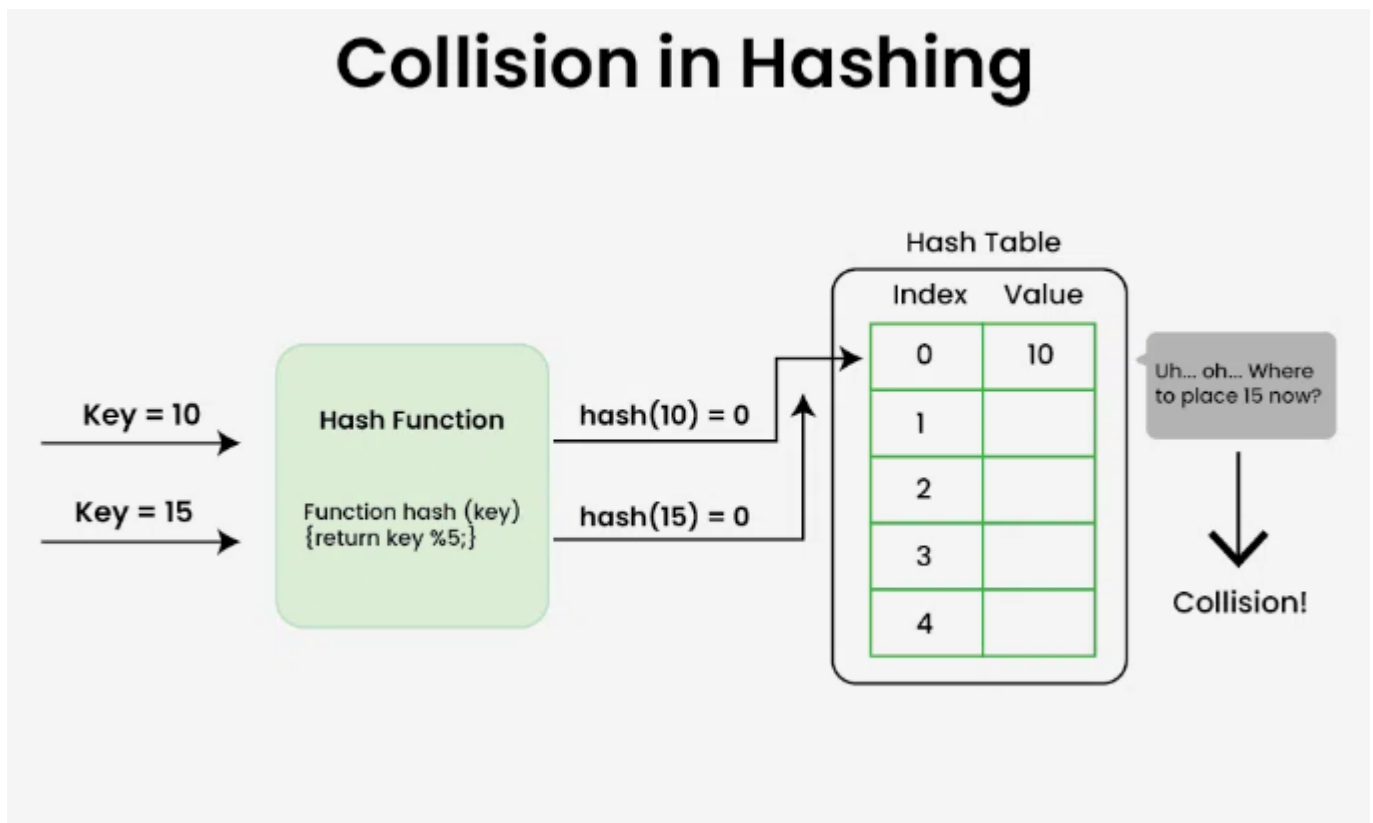 Collision in Hashing
Hash Table
Index Value
0 10
1
2
3
4
Key = 10
Key = 15
Hash Function
Function hash (key)
{return key %5;}
hash(10) = 0
hash(15) = 0
Uh... oh... Where
to place 15 now?
Collision!